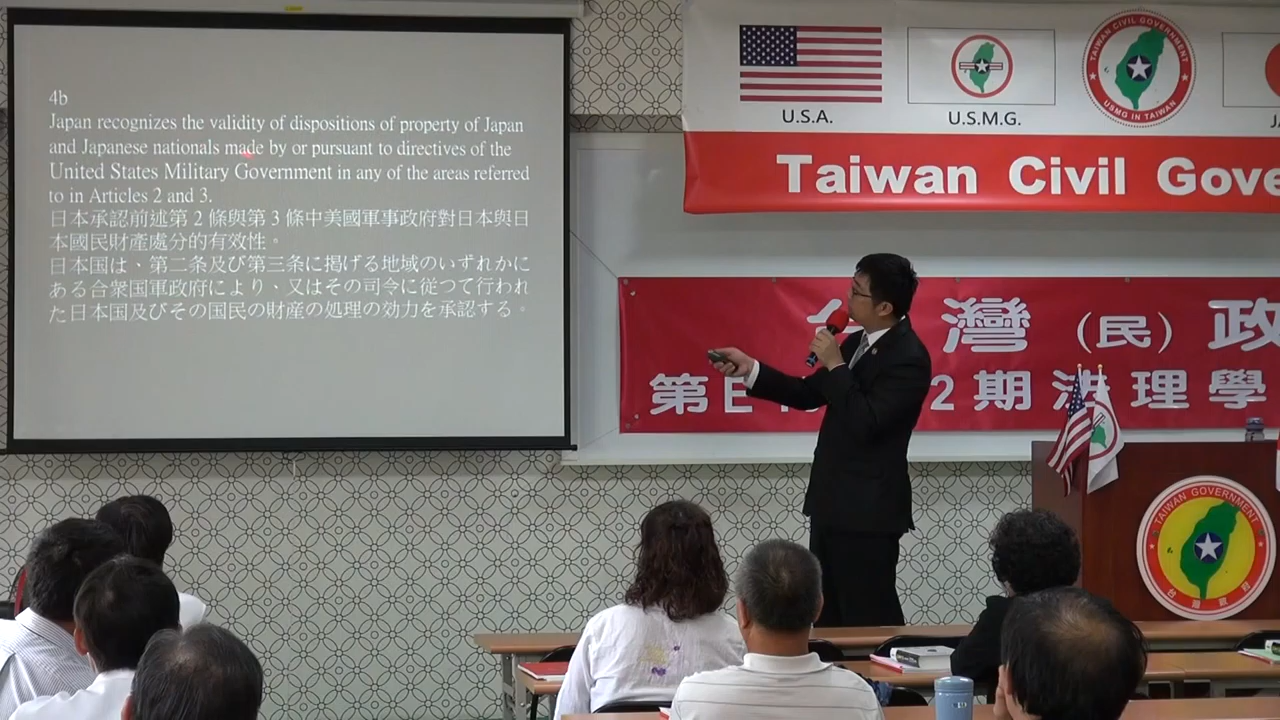 4b
Japan recognizes the validity of dispositions of property of Japan
and Japanese nationals made by or pursuant to directives of the
United States Military Government in any of the areas referred
to in Articles 2 and 3.
日本承認前述第 2 條與第 3 條中美國軍事政府對日本與日
本國民財產處分的有效性。
日本国は、第二条及び第三条に掲げる地域のいずれかに
ある合衆国軍政府により、又はその司令に従つて行われ
た日本国及びその国民の財産の処理の効力を承認する。
U.S.A.
U.S.M.G.
TAIWAN CIVIL GOVERNMENT
USMG IN TAIWAN
Taiwan Civil Gove
灣 (民) 政
第E 2期法理學
TAIWAN GOVERNMENT
台灣政府